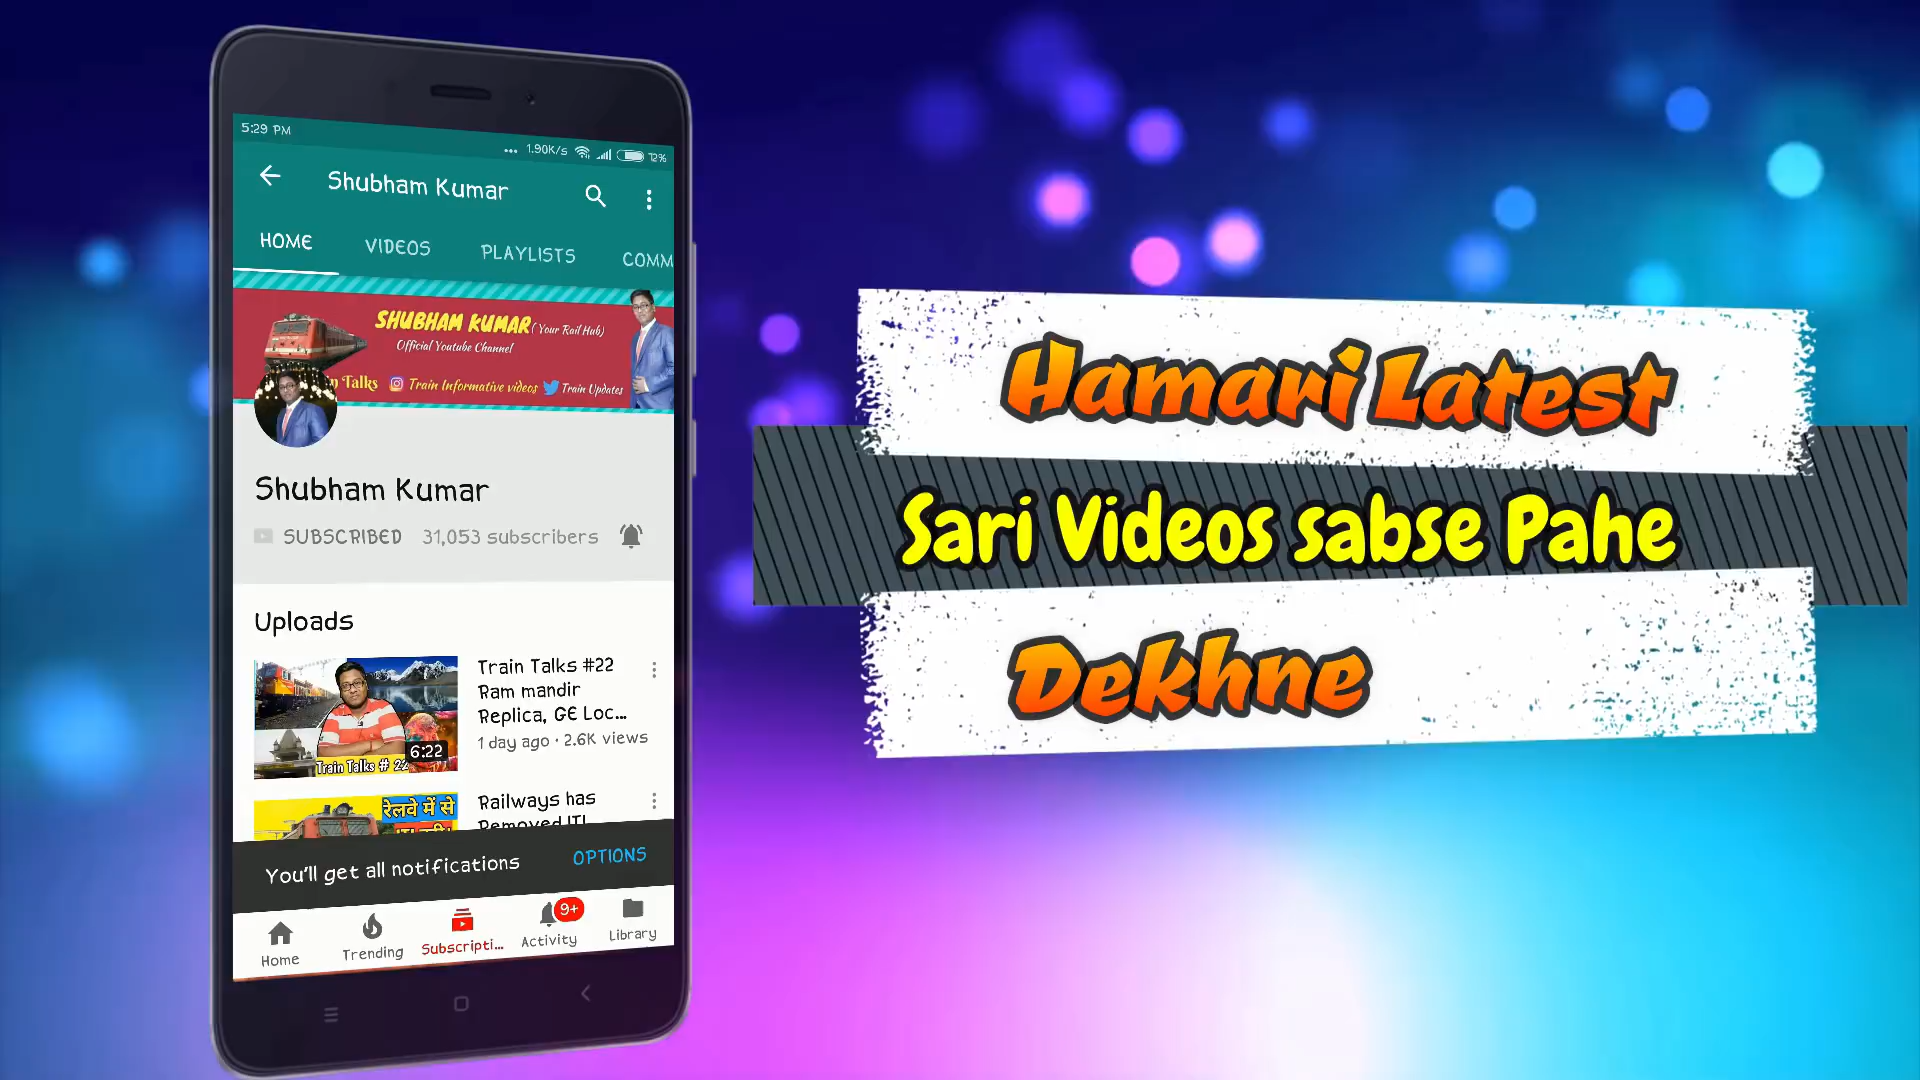 5:29 PM
... 1.90K/s 72%
Shubham Kumar
HOME VIDEOS PLAYLISTS COMM
SHUBHAM KUMAR ( Your Rail Hub)
Official Youtube Channel
Talks Train Informative videos Train Updates
Shubham Kumar
SUBSCRIBED 31,053 subscribers
Uploads
Train Talks #22
Ram mandir
Replica, GE Loc...
1 day ago · 2.6K views
6:22
Train Talks # 22
Railways has
Removed ITI
रेलवे में से
You'll get all notifications OPTIONS
9+
Home Trending Subscripti... Activity Library
Hamari Latest
Sari Videos sabse Pahe
Dekhne